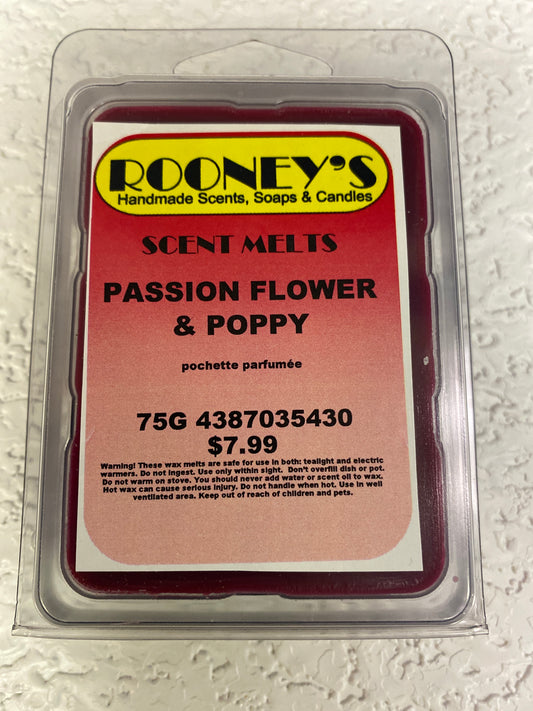 ROONEY'S
Handmade Scents, Soaps & Candles
SCENT MELTS
PASSION FLOWER
& POPPY
pochette parfumée
75G 4387035430
$7.99
Warning! These wax melts are safe for use in both: tealight and electric
warmers. Do not ingest. Use only within sight. Don't overfill dish or pot.
Do not warm on stove. You should never add water or scent oil to wax.
Hot wax can cause serious injury. Do not handle when hot. Use in well
ventilated area. Keep out of reach of children and pets.